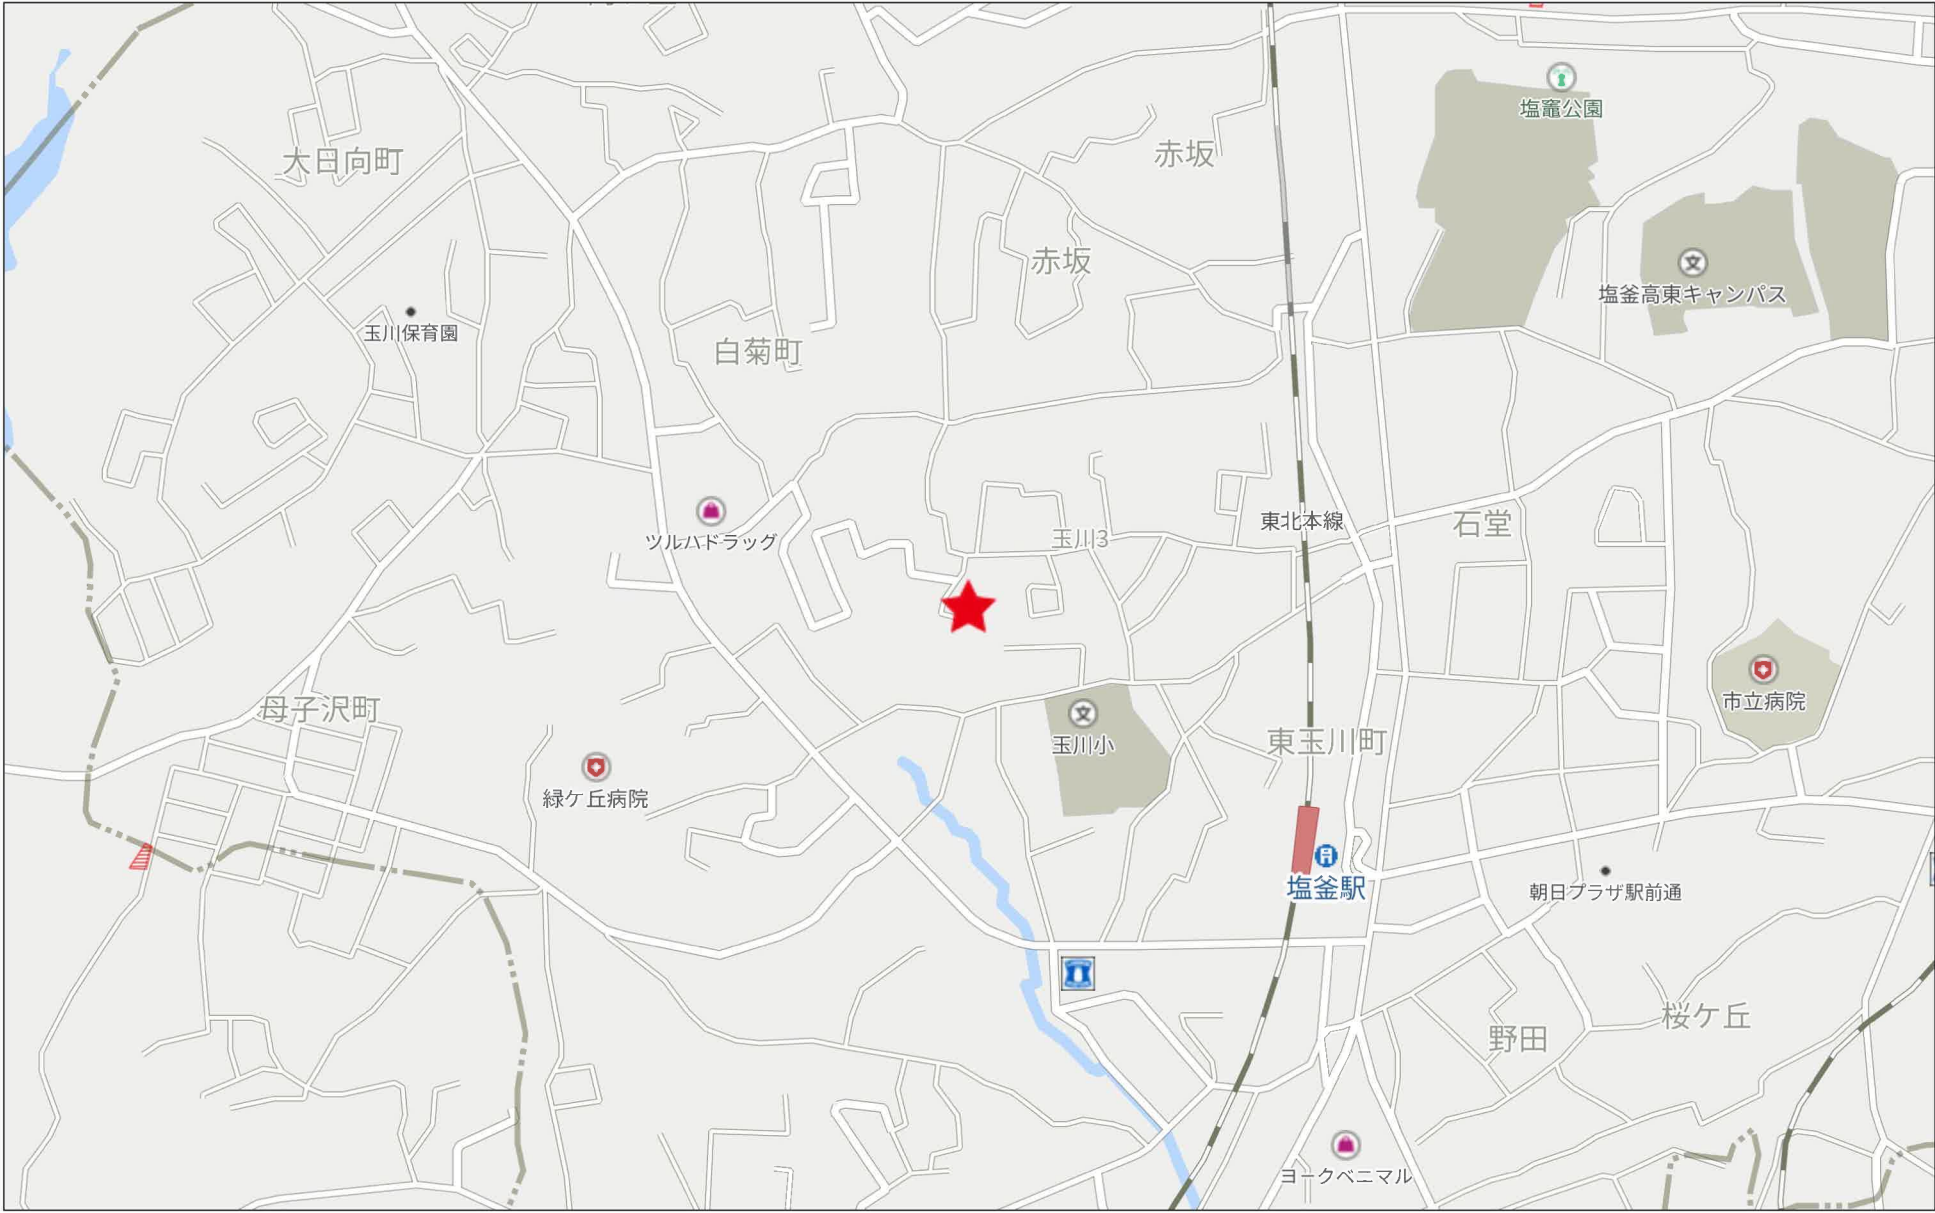 塩竈公園
大日向町
赤坂
赤坂
塩釜高東キャンパス
玉川保育園
白菊町
ツルハドラッグ
玉川3
東北本線
石堂
市立病院
母子沢町
文
玉川小
東玉川町
緑ケ丘病院
塩釜駅
朝日プラザ駅前通
桜ケ丘
野田
ヨークベニマル